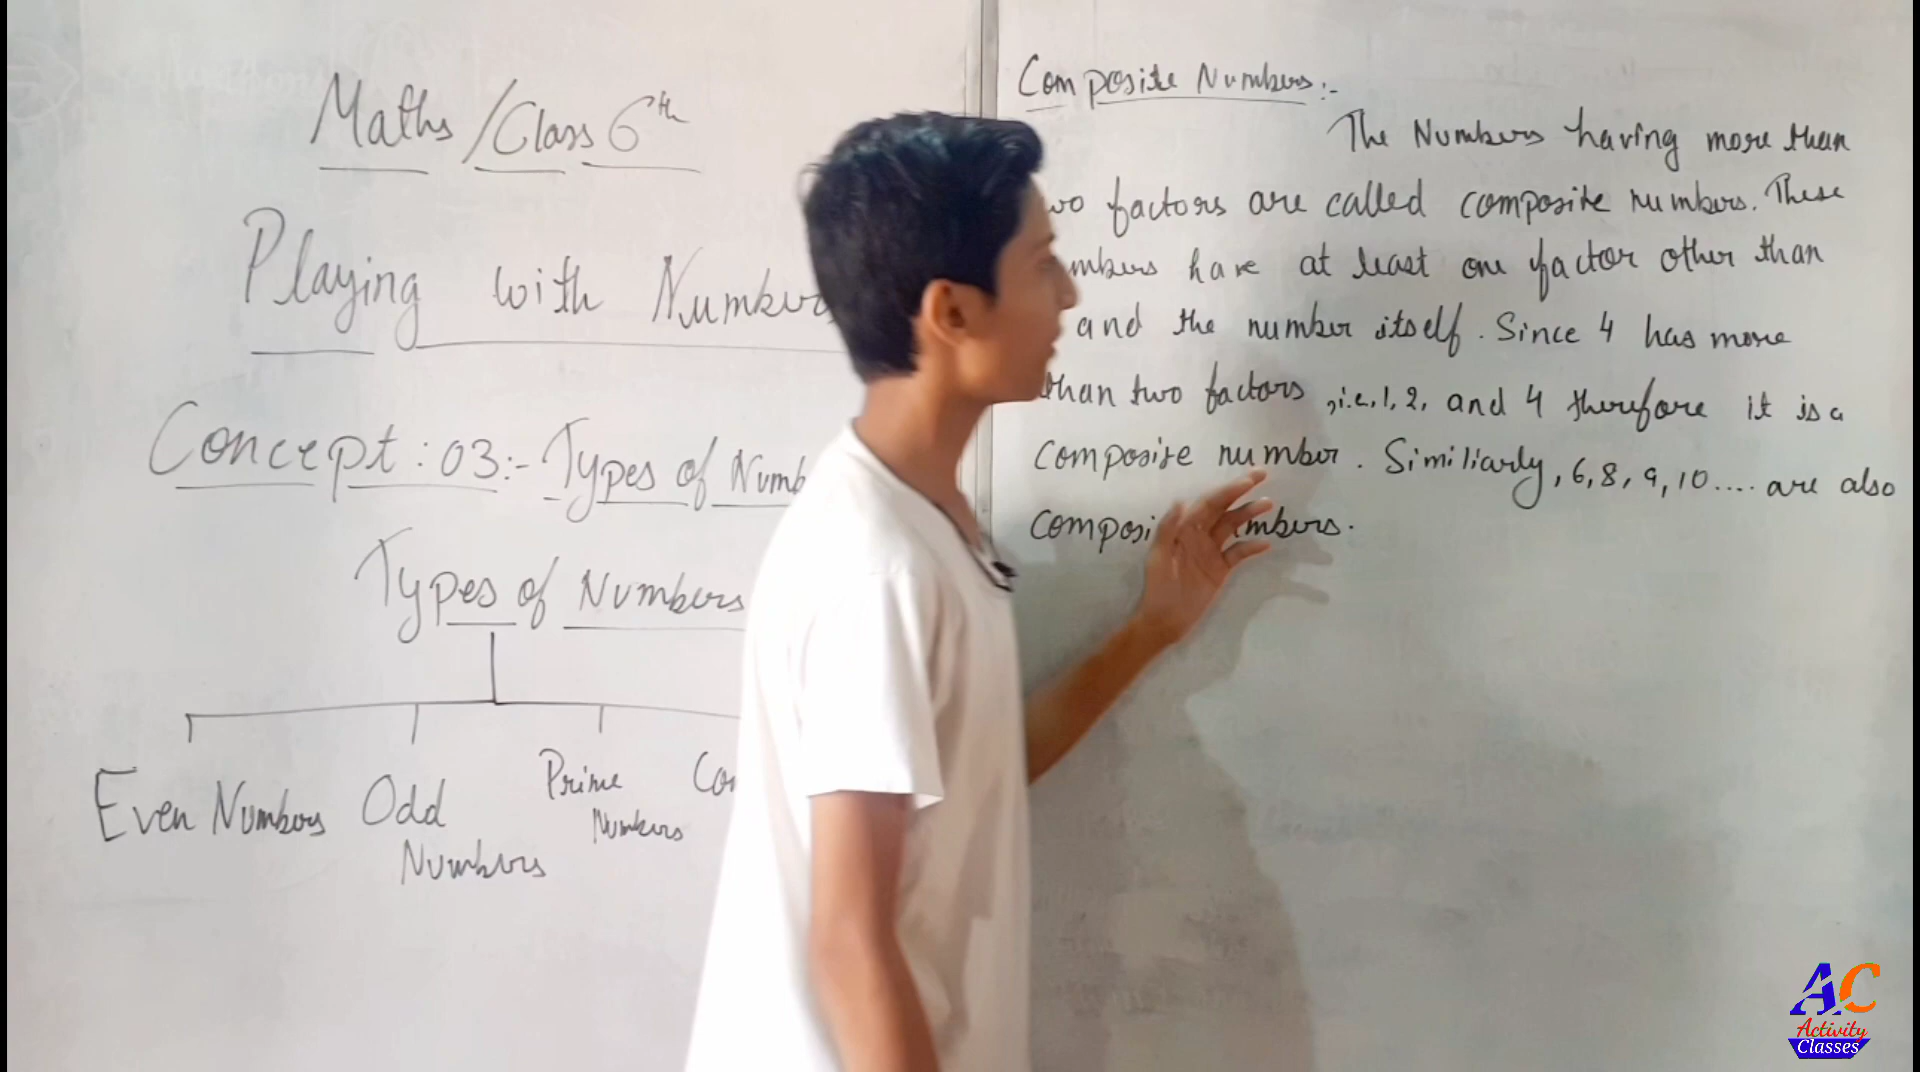 Maths/Class 6th
Playing with Numbers
Concept: 03:- Types of Numb
Types of Numbers
Even Numbers Odd Numbers Prime Numbers Co
Composite Numbers:-
The Numbers having more than
wo factors are called composite numbers. These
mbers have at least one factor other than
and the number itself. Since 4 has more
than two factors, i.e, 1, 2, and 4 therefore it is a
composite number. Similiarly, 6, 8, 9, 10.... are also
composi mbers.
AC
Activity
Classes